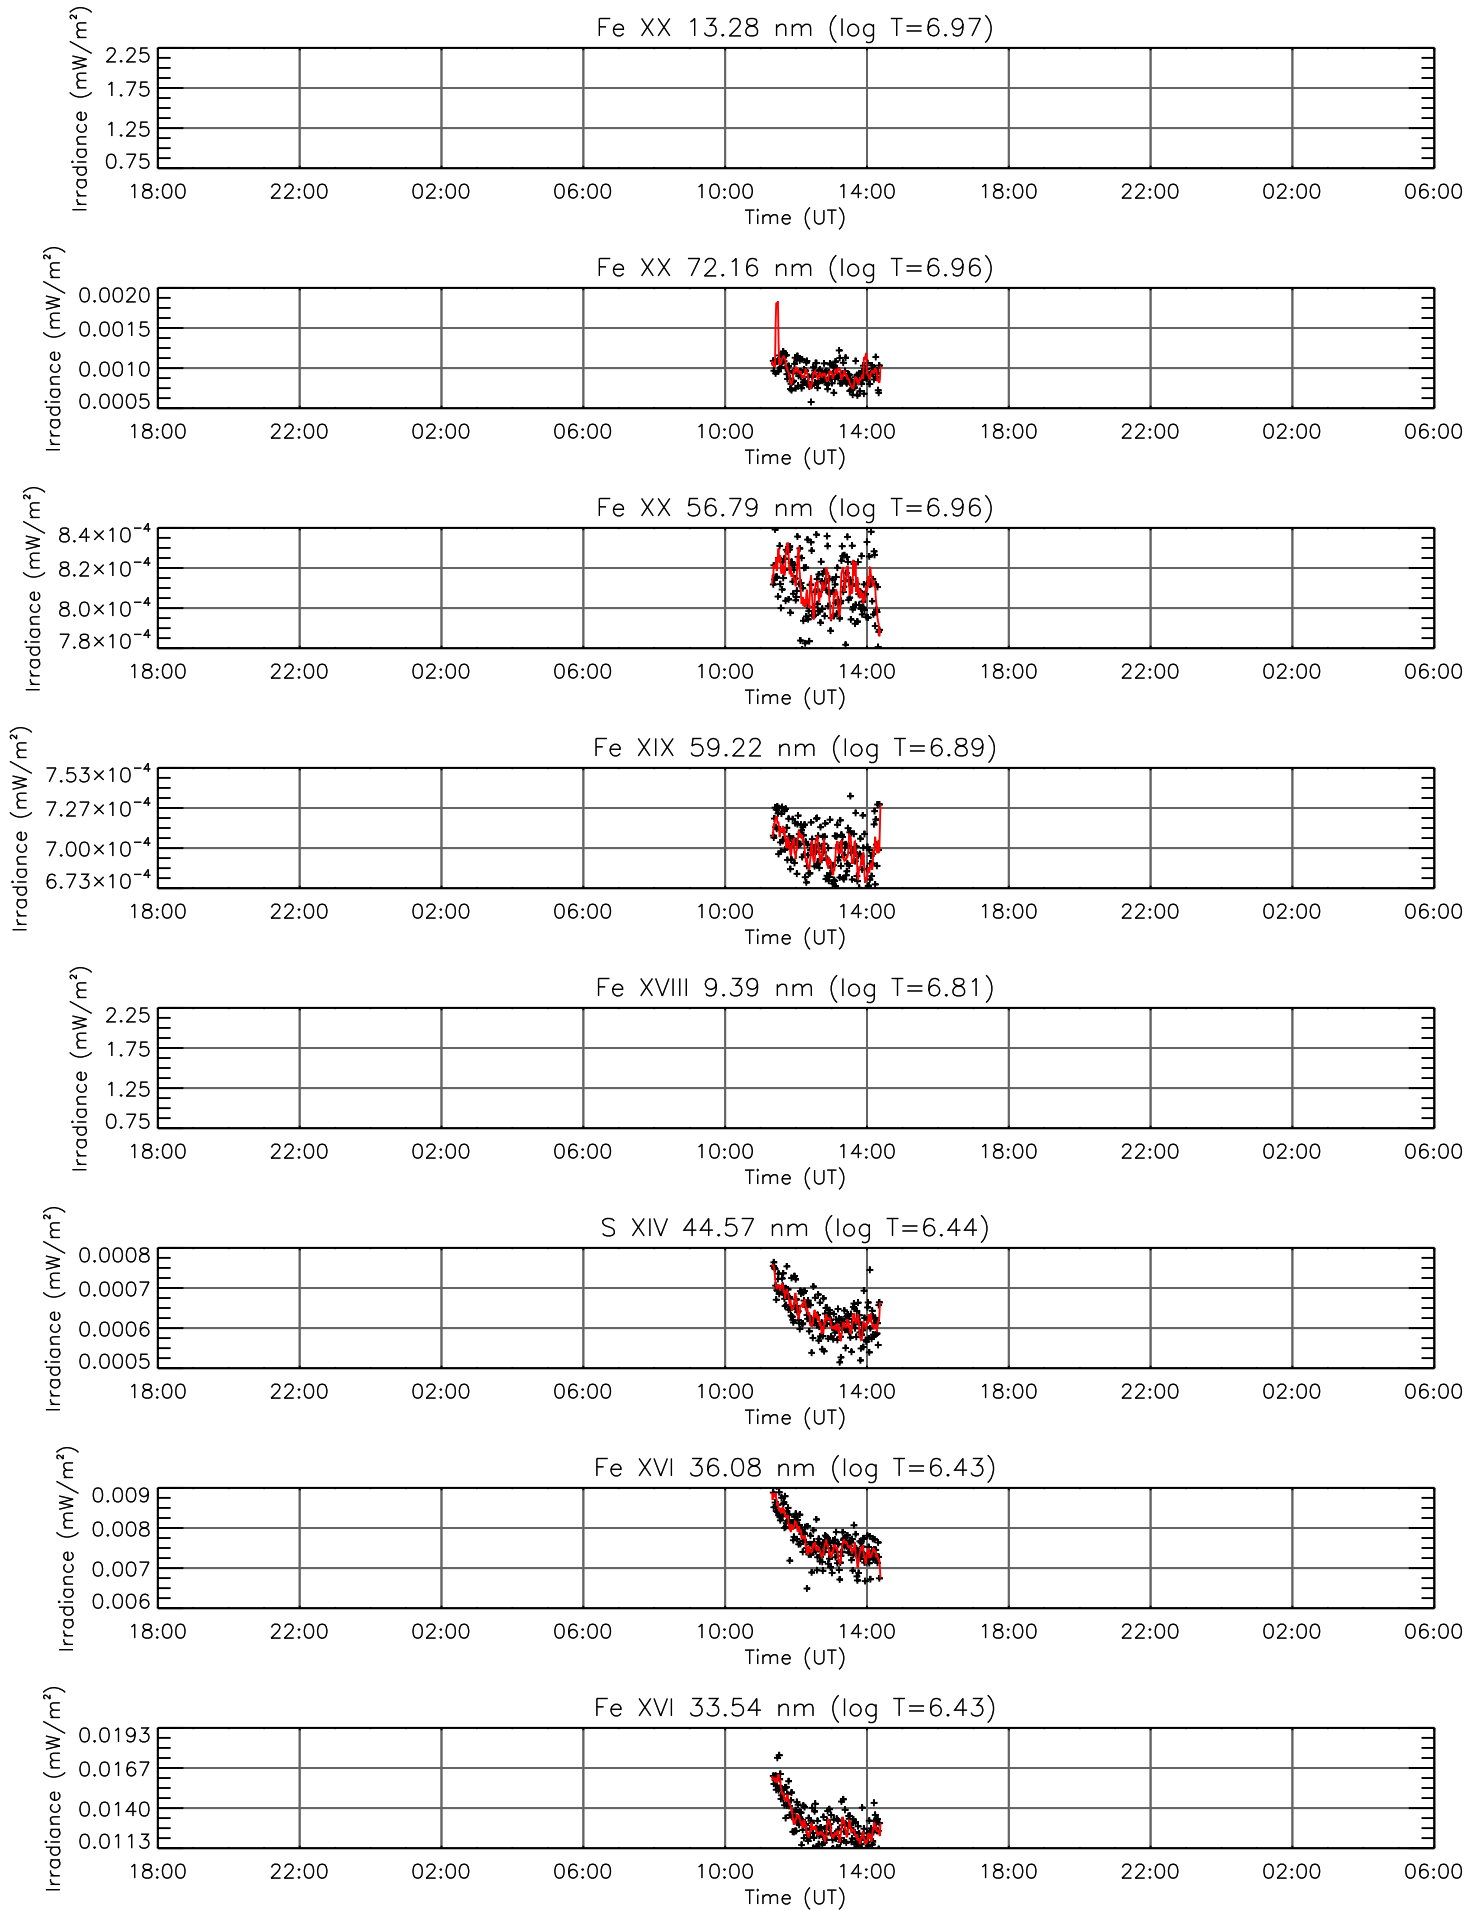 Fe XX 13.28 nm (log T=6.97)
Irradiance (mW/m²)
2.25
1.75
1.25
0.75
18:00 22:00 02:00 06:00 10:00 14:00 18:00 22:00 02:00 06:00
Time (UT)
Fe XX 72.16 nm (log T=6.96)
Irradiance (mW/m²)
0.0020
0.0015
0.0010
0.0005
18:00 22:00 02:00 06:00 10:00 14:00 18:00 22:00 02:00 06:00
Time (UT)
Fe XX 56.79 nm (log T=6.96)
Irradiance (mW/m²)
8.4×10⁻⁴
8.2×10⁻⁴
8.0×10⁻⁴
7.8×10⁻⁴
18:00 22:00 02:00 06:00 10:00 14:00 18:00 22:00 02:00 06:00
Time (UT)
Fe XIX 59.22 nm (log T=6.89)
Irradiance (mW/m²)
7.53×10⁻⁴
7.27×10⁻⁴
7.00×10⁻⁴
6.73×10⁻⁴
18:00 22:00 02:00 06:00 10:00 14:00 18:00 22:00 02:00 06:00
Time (UT)
Fe XVIII 9.39 nm (log T=6.81)
Irradiance (mW/m²)
2.25
1.75
1.25
0.75
18:00 22:00 02:00 06:00 10:00 14:00 18:00 22:00 02:00 06:00
Time (UT)
S XIV 44.57 nm (log T=6.44)
Irradiance (mW/m²)
0.0008
0.0007
0.0006
0.0005
18:00 22:00 02:00 06:00 10:00 14:00 18:00 22:00 02:00 06:00
Time (UT)
Fe XVI 36.08 nm (log T=6.43)
Irradiance (mW/m²)
0.009
0.008
0.007
0.006
18:00 22:00 02:00 06:00 10:00 14:00 18:00 22:00 02:00 06:00
Time (UT)
Fe XVI 33.54 nm (log T=6.43)
Irradiance (mW/m²)
0.0193
0.0167
0.0140
0.0113
18:00 22:00 02:00 06:00 10:00 14:00 18:00 22:00 02:00 06:00
Time (UT)